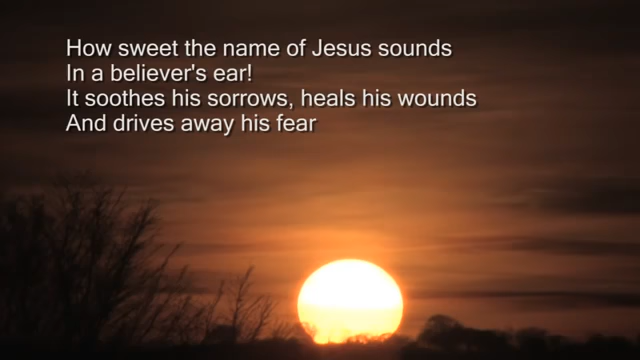 How sweet the name of Jesus sounds
In a believer's ear!
It soothes his sorrows, heals his wounds
And drives away his fear